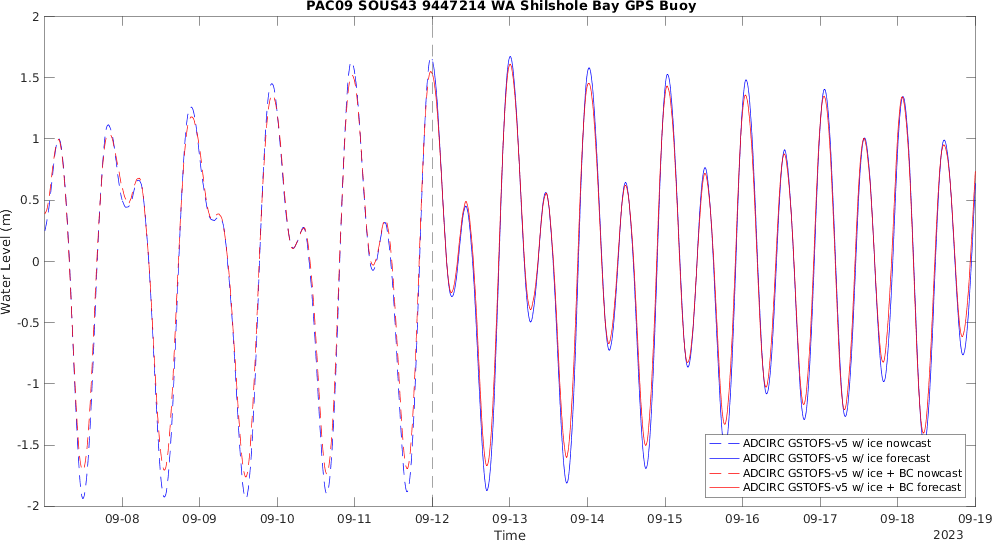 PAC09 SOUS43 9447214 WA Shilshole Bay GPS Buoy
2
1.5
1
0.5
0
-0.5
-1
-1.5
-2
Water Level (m)
ADCIRC GSTOFS-v5 w/ ice nowcast
ADCIRC GSTOFS-v5 w/ ice forecast
ADCIRC GSTOFS-v5 w/ ice + BC nowcast
ADCIRC GSTOFS-v5 w/ ice + BC forecast
09-08 09-09 09-10 09-11 09-12 09-13 09-14 09-15 09-16 09-17 09-18 09-19
Time
2023